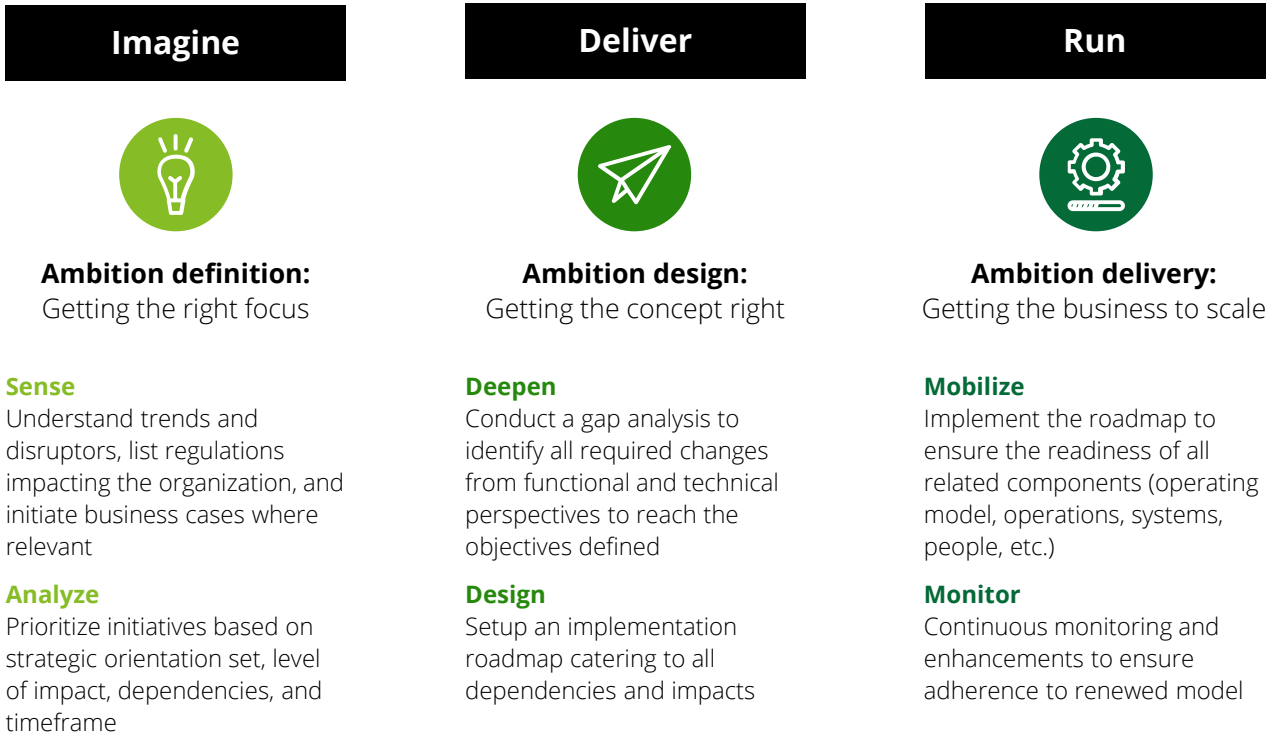 Imagine
Ambition definition:
Getting the right focus
Sense
Understand trends and
disruptors, list regulations
impacting the organization, and
initiate business cases where
relevant
Analyze
Prioritize initiatives based on
strategic orientation set, level
of impact, dependencies, and
timeframe
Deliver
Ambition design:
Getting the concept right
Deepen
Conduct a gap analysis to
identify all required changes
from functional and technical
perspectives to reach the
objectives defined
Design
Setup an implementation
roadmap catering to all
dependencies and impacts
Run
Ambition delivery:
Getting the business to scale
Mobilize
Implement the roadmap to
ensure the readiness of all
related components (operating
model, operations, systems,
people, etc.)
Monitor
Continuous monitoring and
enhancements to ensure
adherence to renewed model